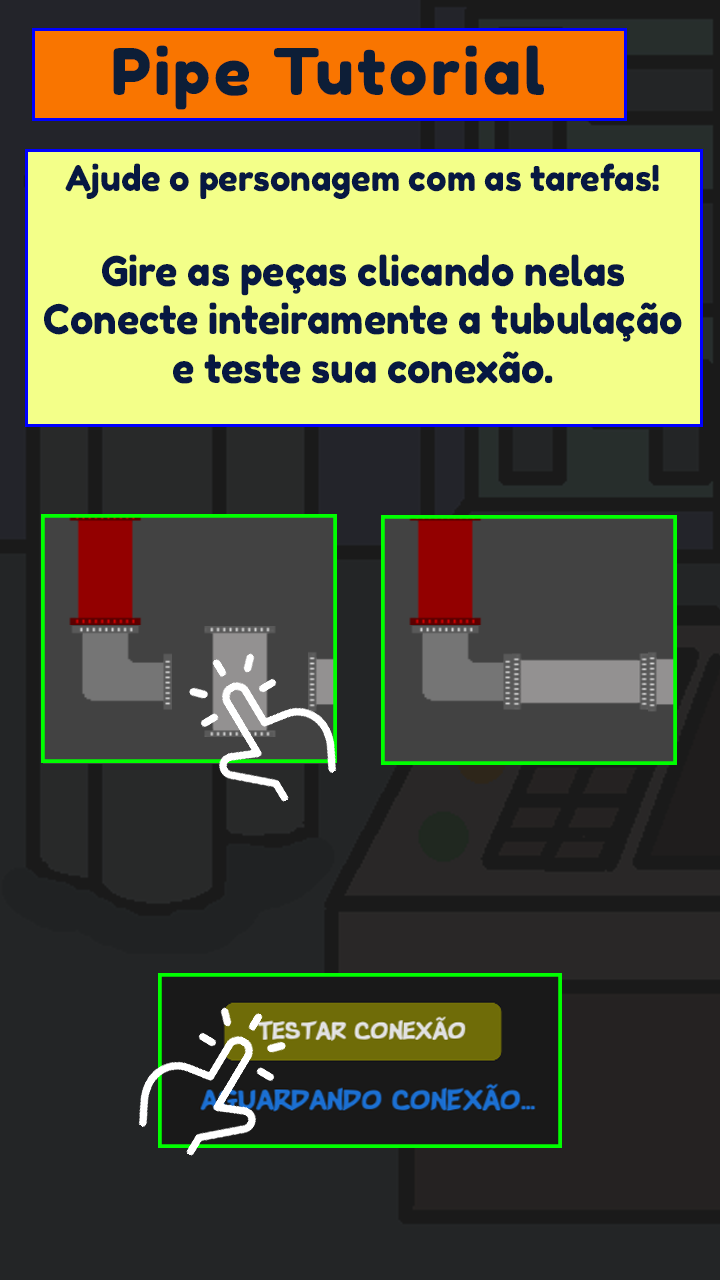 Pipe Tutorial
Ajude o personagem com as tarefas!
Gire as peças clicando nelas
Conecte inteiramente a tubulação
e teste sua conexão.
TESTAR CONEXÃO
AGUARDANDO CONEXÃO...